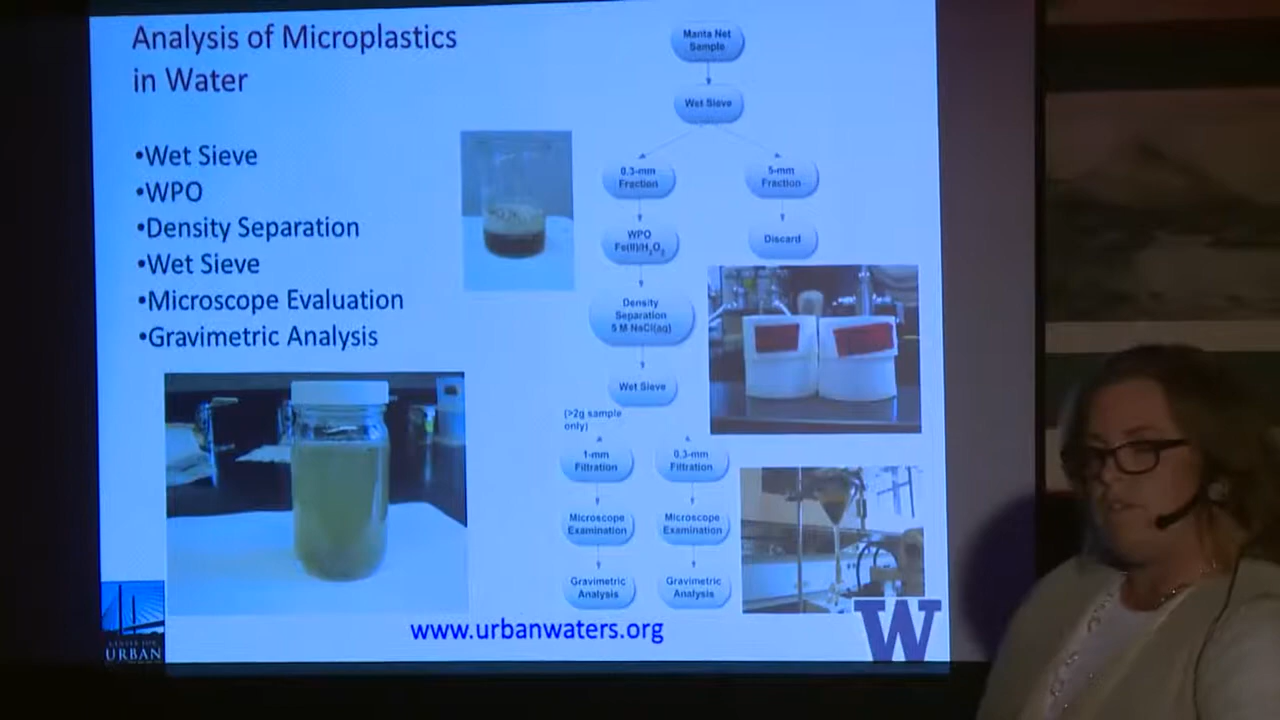 Analysis of Microplastics
in Water
•Wet Sieve
•WPO
•Density Separation
•Wet Sieve
•Microscope Evaluation
•Gravimetric Analysis
Manta Net
Sample
Wet Sieve
0.3-mm
Fraction
5-mm
Fraction
WPO
Fe(II)/H₂O₂
Discard
Density
Separation
5 M NaCl(aq)
Wet Sieve
(>2g sample
only)
1-mm
Filtration
0.3-mm
Filtration
Microscope
Examination
Microscope
Examination
Gravimetric
Analysis
Gravimetric
Analysis
www.urbanwaters.org
CENTER FOR
URBAN
W